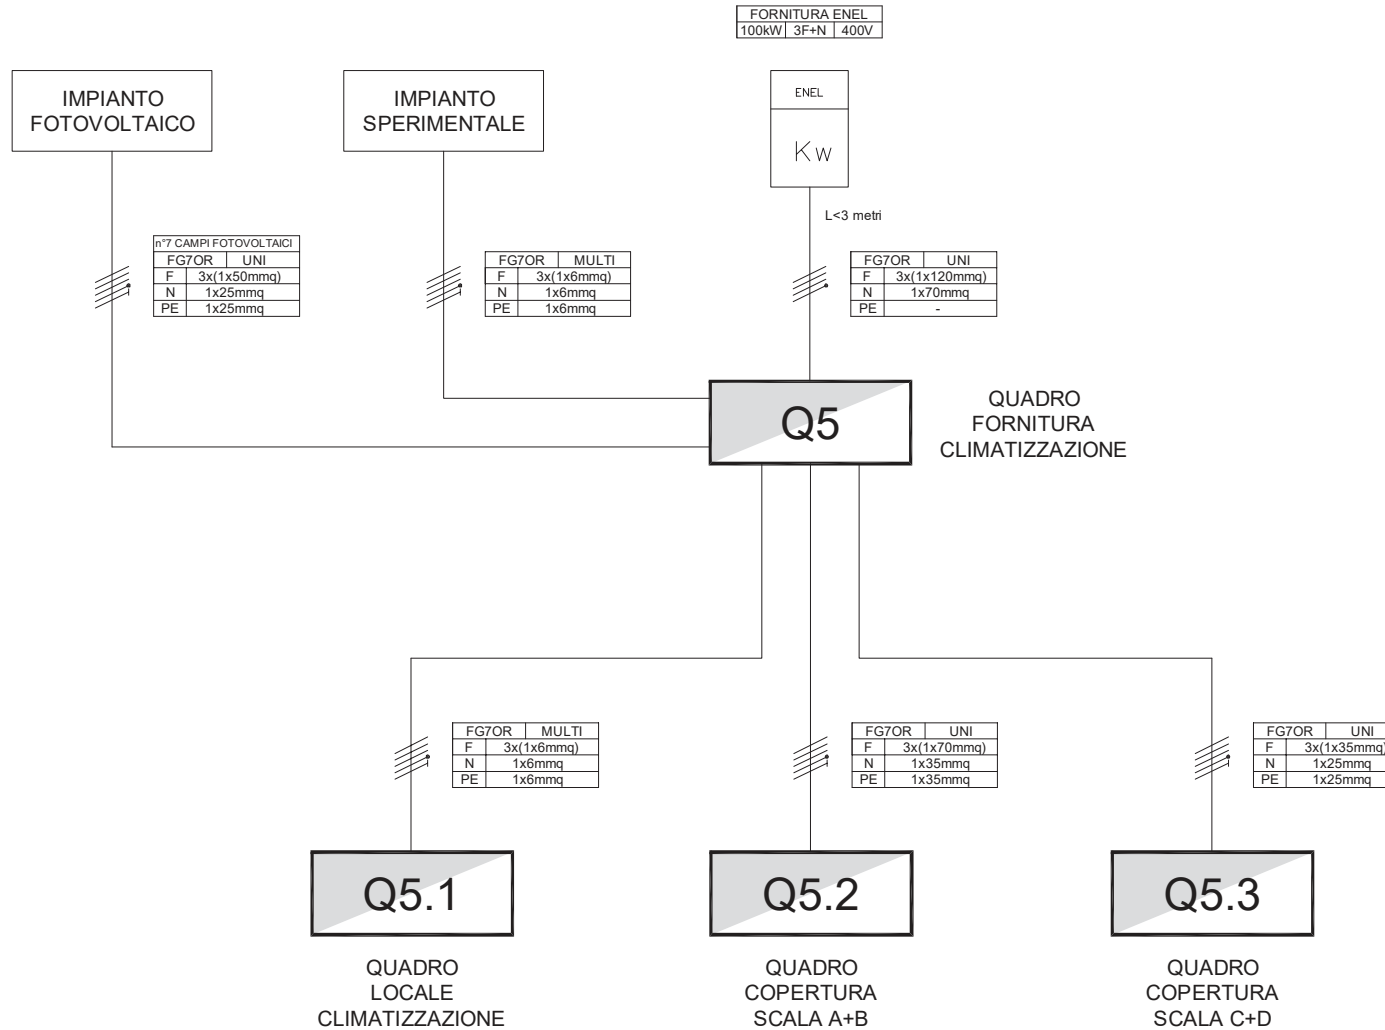 FORNITURA ENEL
100kW 3F+N 400V
IMPIANTO
FOTOVOLTAICO
IMPIANTO
SPERIMENTALE
ENEL
Kw
L<3 metri
n°7 CAMPI FOTOVOLTAICI
FG7OR UNI
F 3x(1x50mmq)
N 1x25mmq
PE 1x25mmq
FG7OR MULTI
F 3x(1x6mmq)
N 1x6mmq
PE 1x6mmq
FG7OR UNI
F 3x(1x120mmq)
N 1x70mmq
PE -
Q5
QUADRO
FORNITURA
CLIMATIZZAZIONE
FG7OR MULTI
F 3x(1x6mmq)
N 1x6mmq
PE 1x6mmq
FG7OR UNI
F 3x(1x70mmq)
N 1x35mmq
PE 1x35mmq
FG7OR UNI
F 3x(1x35mmq)
N 1x25mmq
PE 1x25mmq
Q5.1
QUADRO
LOCALE
CLIMATIZZAZIONE
Q5.2
QUADRO
COPERTURA
SCALA A+B
Q5.3
QUADRO
COPERTURA
SCALA C+D